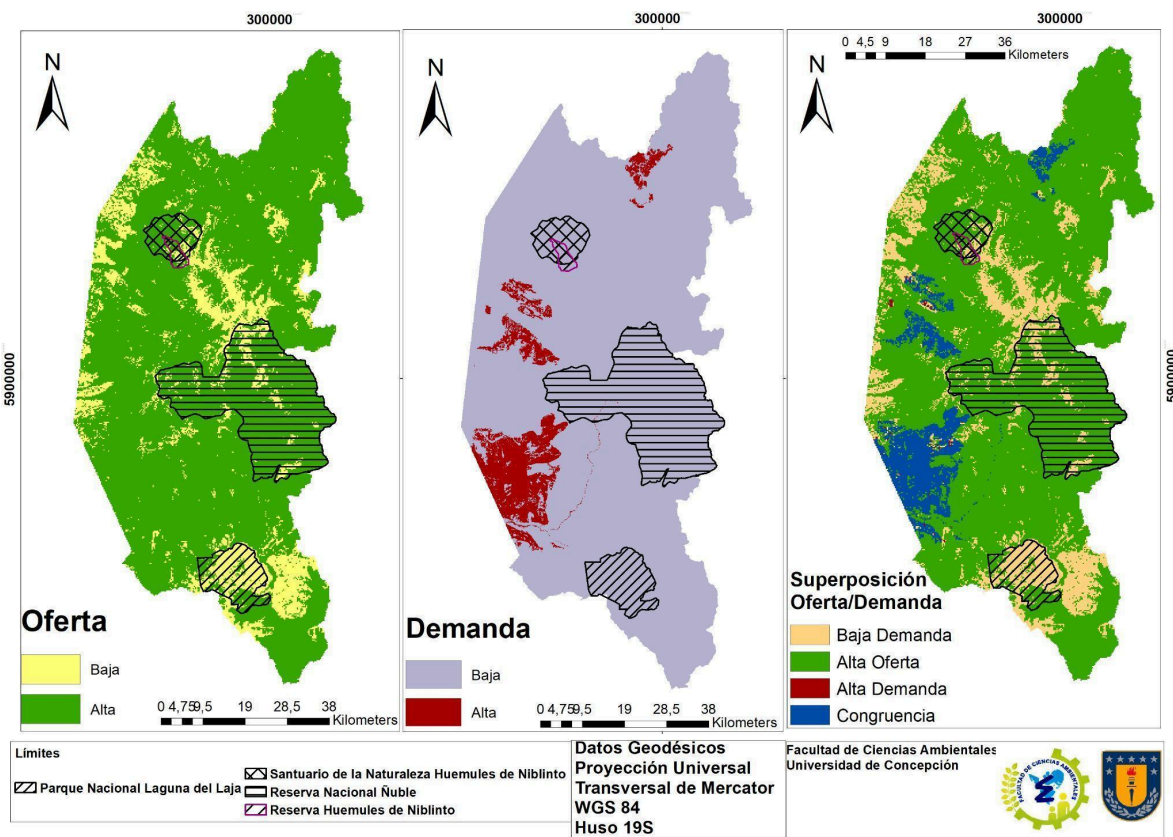 300000
300000
300000
0 4,5 9 18 27 36
Kilometers
N
N
N
5900000
5900000
Oferta
Baja
Alta
0 4,75 9,5 19 28,5 38
Kilometers
Demanda
Baja
Alta
0 4,75 9,5 19 28,5 38
Kilometers
Superposición
Oferta/Demanda
Baja Demanda
Alta Oferta
Alta Demanda
Congruencia
Límites
Parque Nacional Laguna del Laja
Santuario de la Naturaleza Huemules de Niblinto
Reserva Nacional Ñuble
Reserva Huemules de Niblinto
Datos Geodésicos
Proyección Universal
Transversal de Mercator
WGS 84
Huso 19S
Facultad de Ciencias Ambientales
Universidad de Concepción
FACULTAD DE CIENCIAS AMBIENTALES